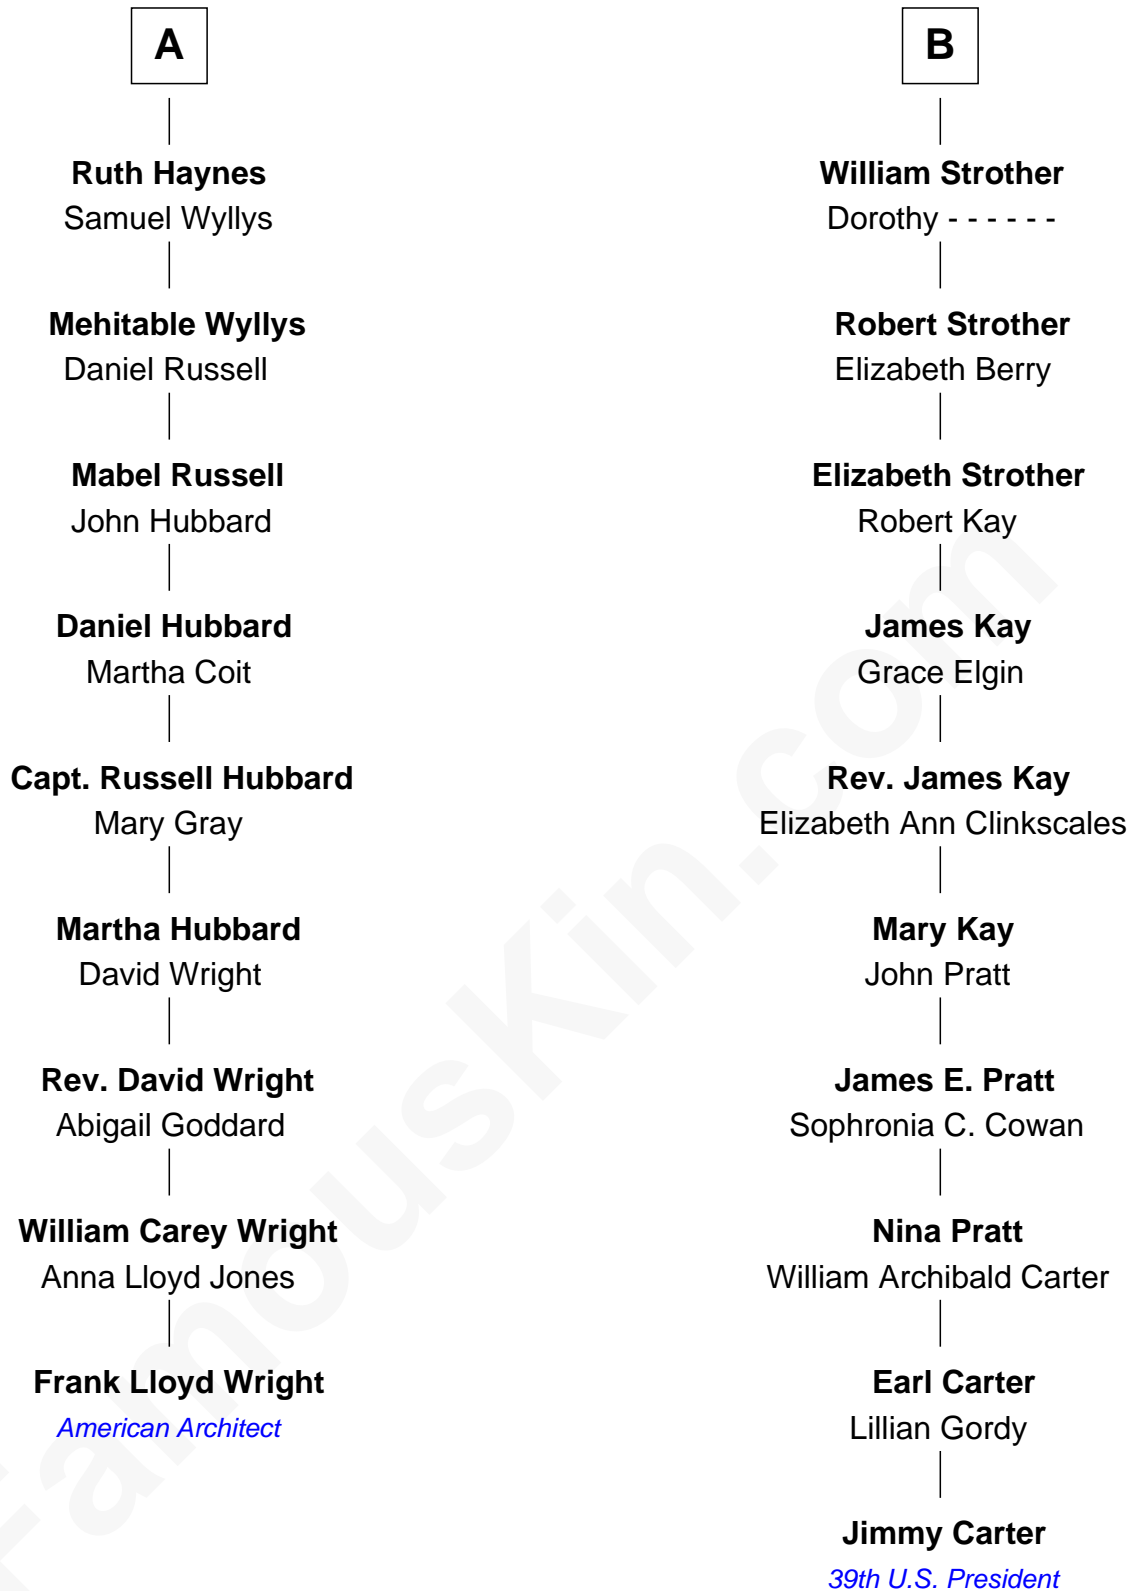 A
Ruth Haynes
Samuel Wyllys
Mehitable Wyllys
Daniel Russell
Mabel Russell
John Hubbard
Daniel Hubbard
Martha Coit
Capt. Russell Hubbard
Mary Gray
Martha Hubbard
David Wright
Rev. David Wright
Abigail Goddard
William Carey Wright
Anna Lloyd Jones
Frank Lloyd Wright
American Architect
B
William Strother
Dorothy - - - - - -
Robert Strother
Elizabeth Berry
Elizabeth Strother
Robert Kay
James Kay
Grace Elgin
Rev. James Kay
Elizabeth Ann Clinkscales
Mary Kay
John Pratt
James E. Pratt
Sophronia C. Cowan
Nina Pratt
William Archibald Carter
Earl Carter
Lillian Gordy
Jimmy Carter
39th U.S. President
FamousKin.com